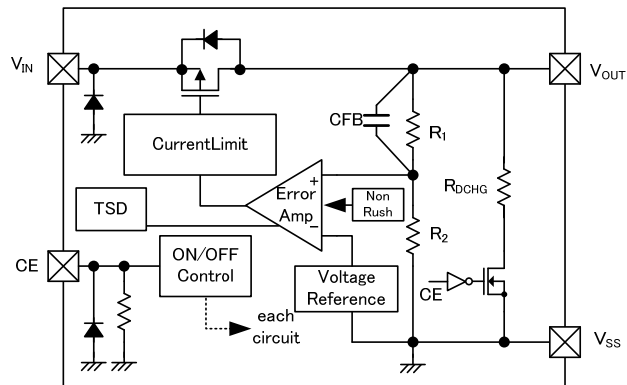 VIN
VOUT
CFB
R1
CurrentLimit
RDCHG
TSD
Error
Amp
+
−
Non
Rush
R2
CE
ON/OFF
Control
Voltage
Reference
CE
each
circuit
VSS